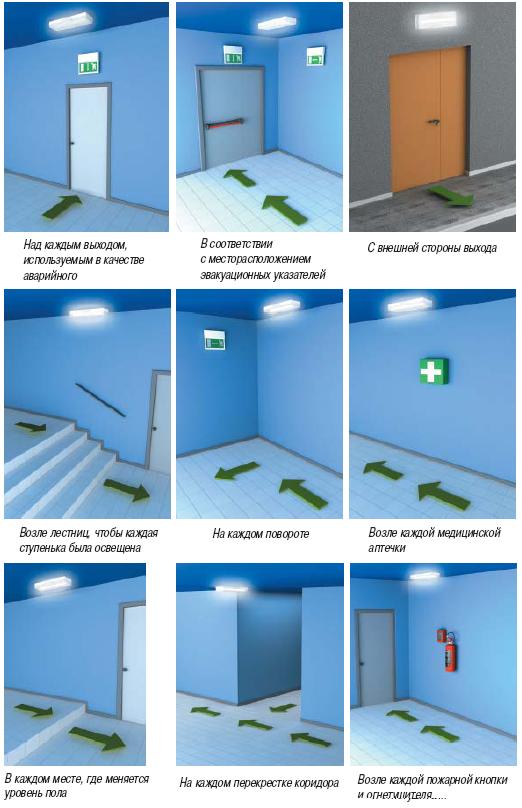 Над каждым выходом,
используемым в качестве
аварийного
В соответствии
с месторасположением
эвакуационных указателей
С внешней стороны выхода
Возле лестниц, чтобы каждая
ступенька была освещена
На каждом повороте
Возле каждой медицинской
аптечки
В каждом месте, где меняется
уровень пола
На каждом перекрестке коридора
Возле каждой пожарной кнопки
и огнетушителя.....